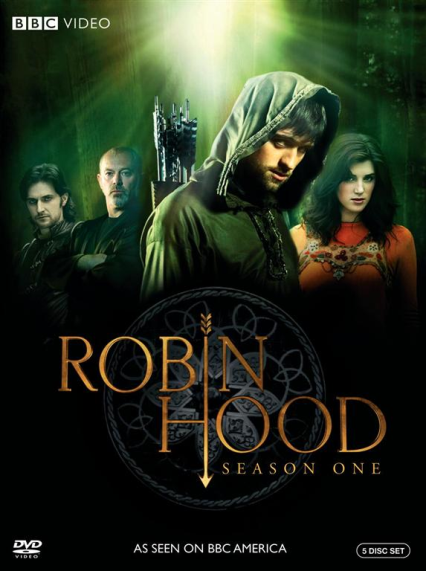 BBC VIDEO
ROBIN
HOOD
SEASON ONE
DVD
VIDEO
AS SEEN ON BBC AMERICA
5 DISC SET